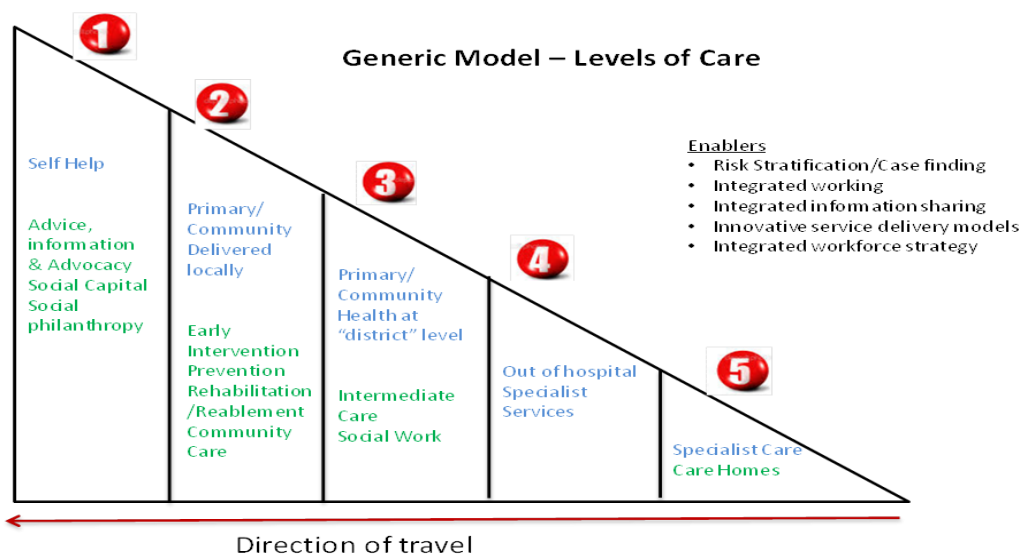 Generic Model – Levels of Care
1
2
3
4
5
Self Help
Advice,
information
& Advocacy
Social Capital
Social
philanthropy
Primary/
Community
Delivered
locally
Early
Intervention
Prevention
Rehabilitation
/Reablement
Community
Care
Primary/
Community
Health at
“district” level
Intermediate
Care
Social Work
Out of hospital
Specialist
Services
Specialist Care
Care Homes
Enablers
• Risk Stratification/Case finding
• Integrated working
• Integrated information sharing
• Innovative service delivery models
• Integrated workforce strategy
Direction of travel